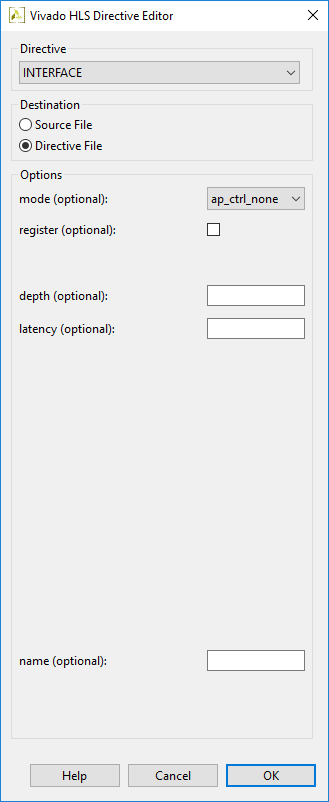 Vivado HLS Directive Editor
Directive
INTERFACE
Destination
Source File
Directive File
Options
mode (optional): ap_ctrl_none
register (optional):
depth (optional):
latency (optional):
name (optional):
Help Cancel OK